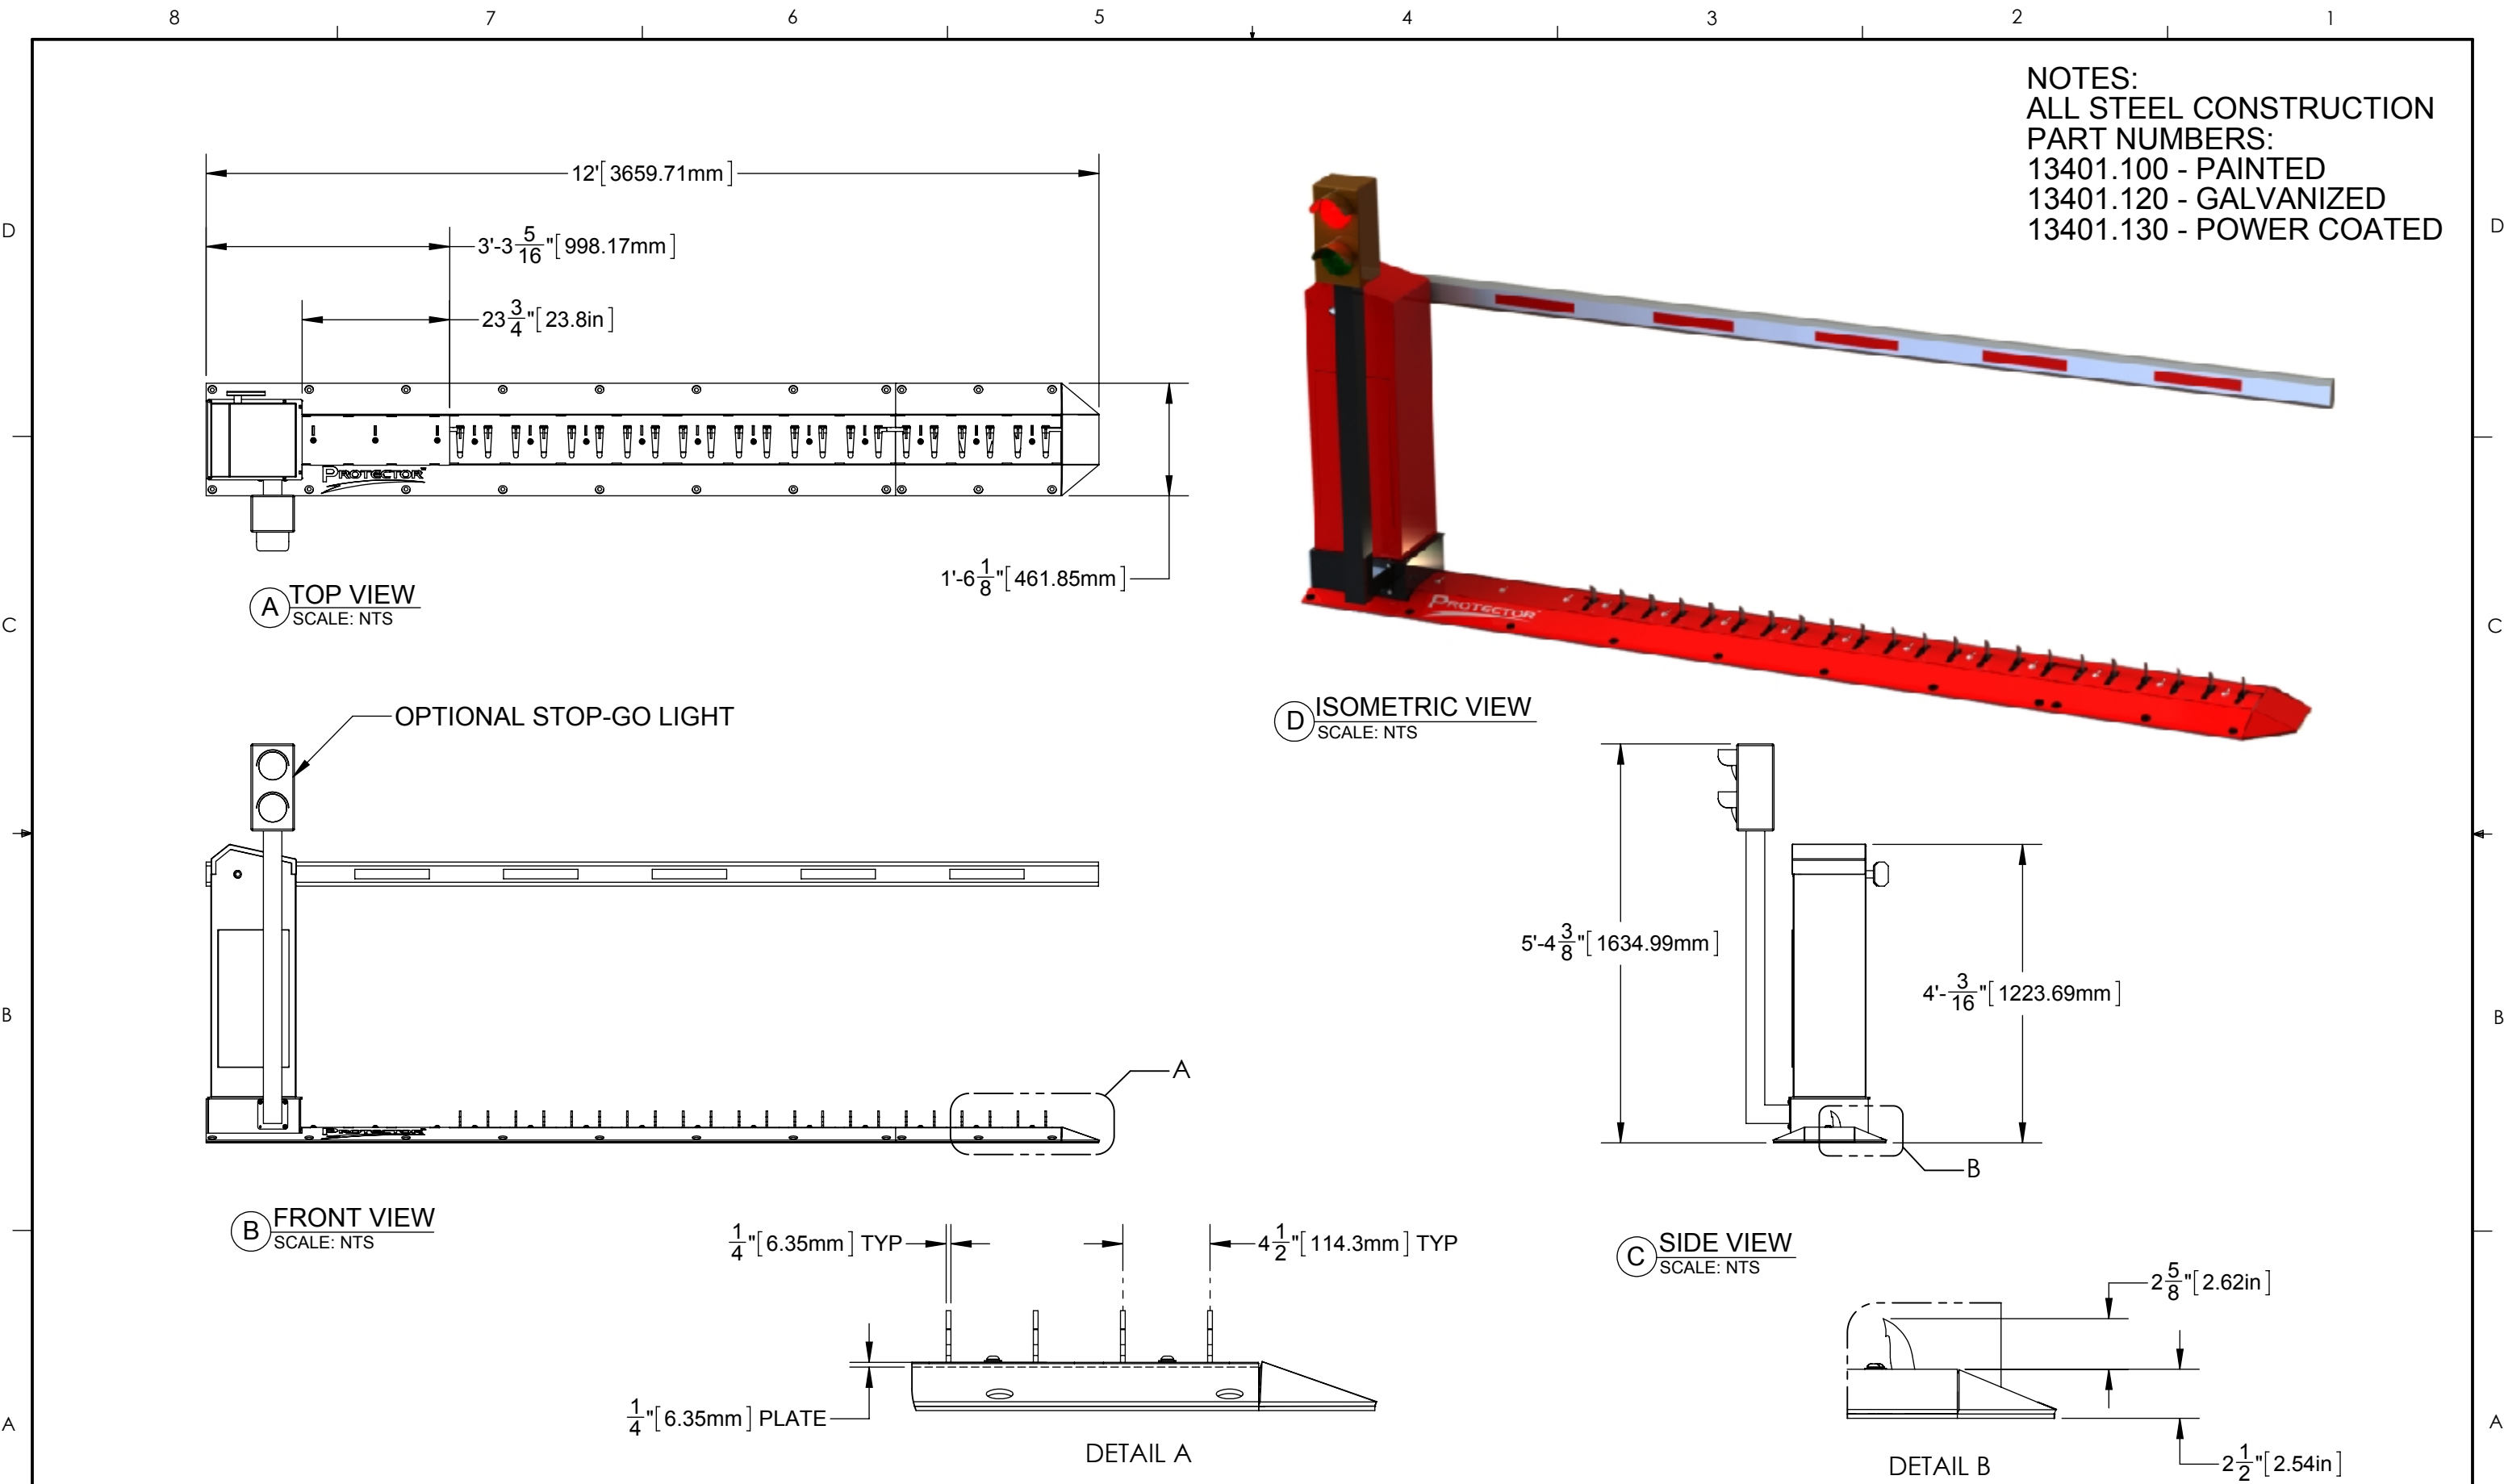 8 7 6 5 4 3 2 1
NOTES:
ALL STEEL CONSTRUCTION
PART NUMBERS:
13401.100 - PAINTED
13401.120 - GALVANIZED
13401.130 - POWER COATED
D
D
12'[3659.71mm]
3'-3 5/16"[998.17mm]
23 3/4"[23.8in]
PROTECTOR™
1'-6 1/8"[461.85mm]
A TOP VIEW
SCALE: NTS
C
C
PROTECTOR™
D ISOMETRIC VIEW
SCALE: NTS
OPTIONAL STOP-GO LIGHT
5'-4 3/8"[1634.99mm]
4'-3/16"[1223.69mm]
B
B
PROTECTOR
A
B
B FRONT VIEW
SCALE: NTS
C SIDE VIEW
SCALE: NTS
1/4"[6.35mm] TYP
4 1/2"[114.3mm] TYP
1/4"[6.35mm] PLATE
DETAIL A
2 5/8"[2.62in]
2 1/2"[2.54in]
DETAIL B
A
A